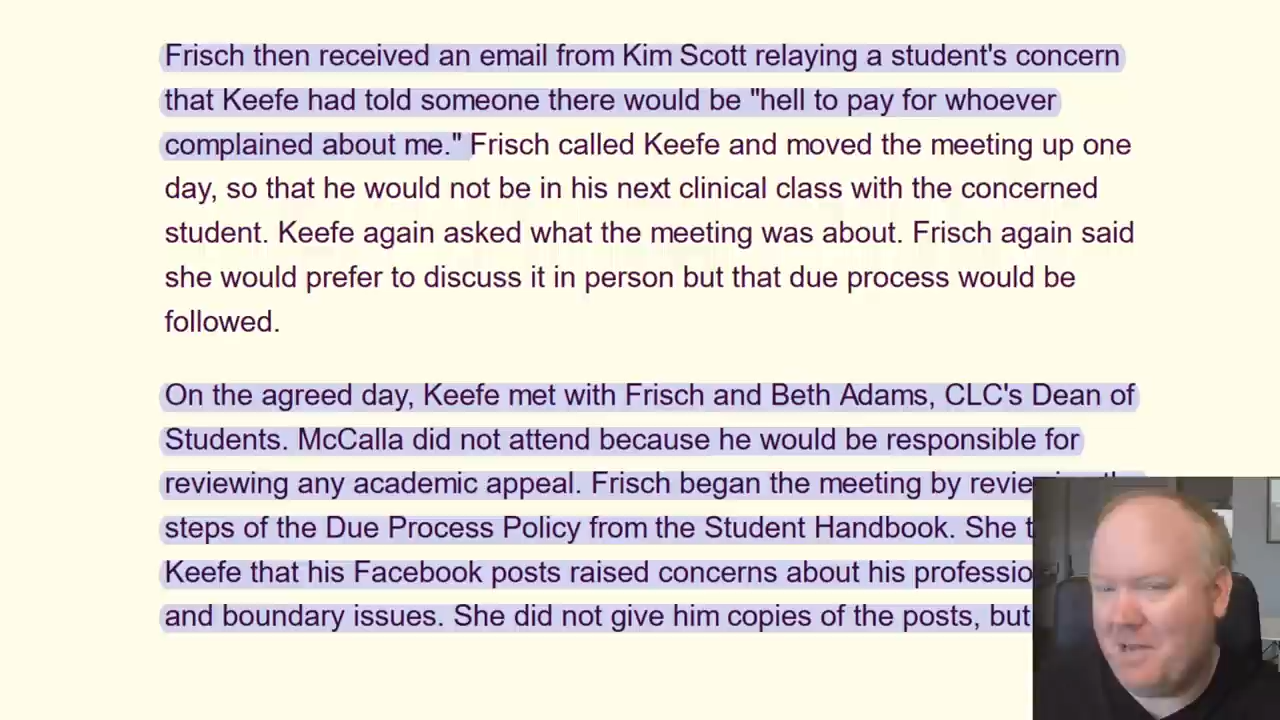 Frisch then received an email from Kim Scott relaying a student's concern
that Keefe had told someone there would be "hell to pay for whoever
complained about me." Frisch called Keefe and moved the meeting up one
day, so that he would not be in his next clinical class with the concerned
student. Keefe again asked what the meeting was about. Frisch again said
she would prefer to discuss it in person but that due process would be
followed.
On the agreed day, Keefe met with Frisch and Beth Adams, CLC's Dean of
Students. McCalla did not attend because he would be responsible for
reviewing any academic appeal. Frisch began the meeting by
steps of the Due Process Policy from the Student Handbook. She
Keefe that his Facebook posts raised concerns about his
and boundary issues. She did not give him copies of the posts, but